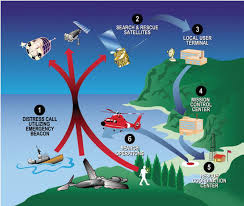 1
DISTRESS CALL
UTILIZING
EMERGENCY
BEACON
2
SEARCH & RESCUE
SATELLITES
3
LOCAL USER
TERMINAL
4
MISSION
CONTROL
CENTER
5
RESCUE
COORDINATION
CENTER
6
SEARCH
OPERATIONS